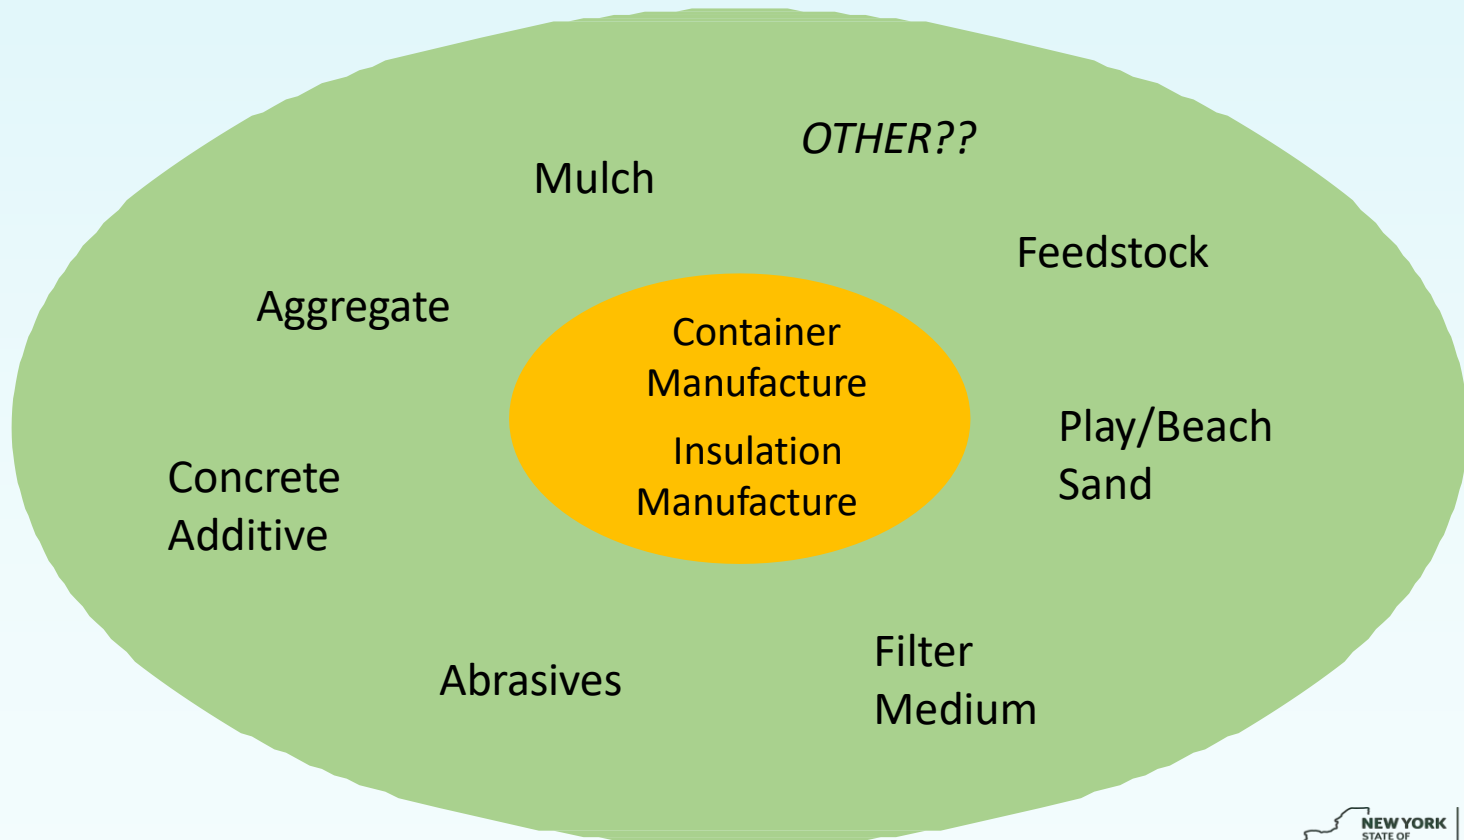 OTHER??
Mulch
Feedstock
Aggregate
Container
Manufacture
Insulation
Manufacture
Play/Beach
Sand
Concrete
Additive
Filter
Medium
Abrasives
NEW YORK
STATE OF